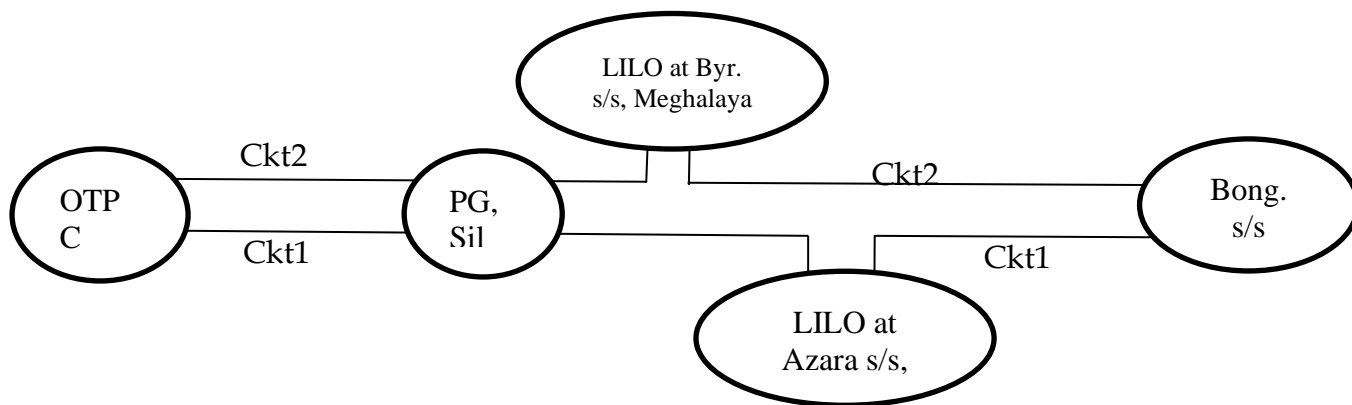 LILO at Byr.
s/s, Meghalaya
Ckt2
OTP
C
PG,
Sil
Ckt1
Ckt2
Bong.
s/s
Ckt1
LILO at
Azara s/s,